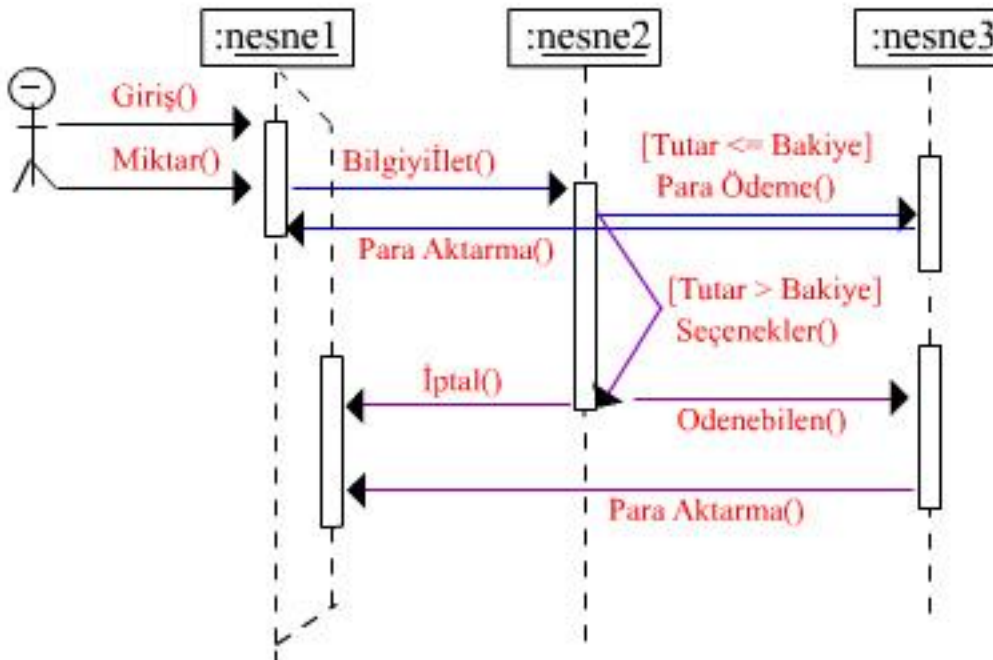 :nesne1
:nesne2
:nesne3
Giriş()
Miktar()
Bilgiyiİlet()
[Tutar <= Bakiye]
Para Ödeme()
Para Aktarma()
[Tutar > Bakiye]
Seçenekler()
İptal()
Odenebilen()
Para Aktarma()